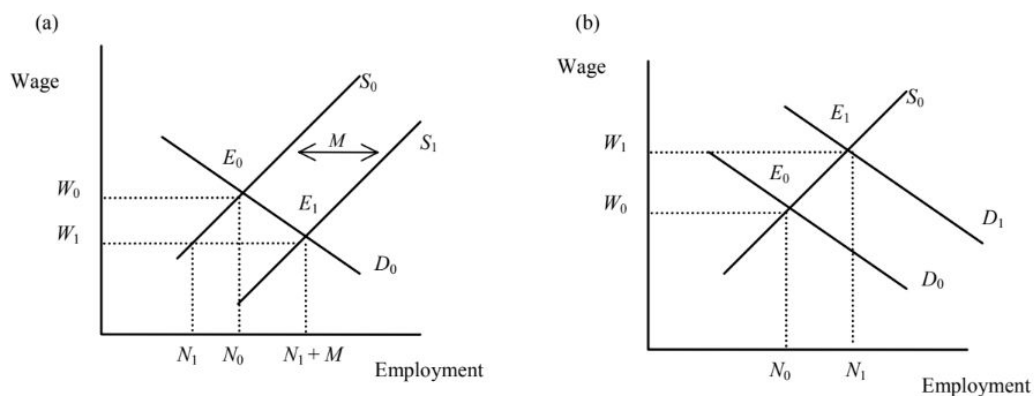 (a)
Wage
S₀
M
S₁
E₀
W₀
E₁
W₁
D₀
N₁ N₀ N₁ + M
Employment
(b)
Wage
S₀
E₁
W₁
E₀
W₀
D₁
D₀
N₀ N₁
Employment